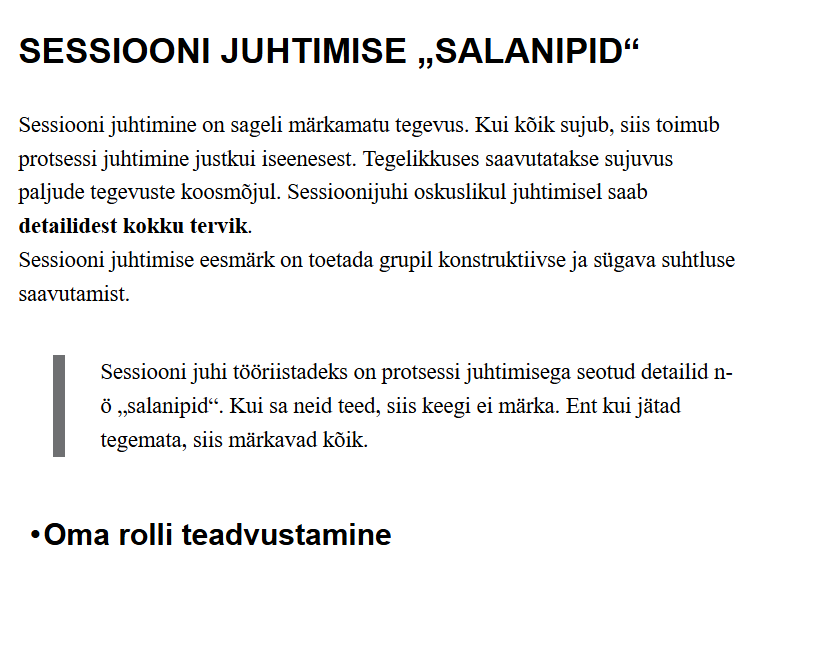 SESSIOONI JUHTIMISE „SALANIPID“
Sessiooni juhtimine on sageli märkamatu tegevus. Kui kõik sujub, siis toimub
protsessi juhtimine justkui iseenesest. Tegelikkuses saavutatakse sujuvus
paljude tegevuste koosmõjul. Sessioonijuhi oskuslikul juhtimisel saab
detailidest kokku tervik.
Sessiooni juhtimise eesmärk on toetada grupil konstruktiivse ja sügava suhtluse
saavutamist.
Sessiooni juhi tööriistadeks on protsessi juhtimisega seotud detailid n-
ö „salanipid“. Kui sa neid teed, siis keegi ei märka. Ent kui jätad
tegemata, siis märkavad kõik.
•Oma rolli teadvustamine